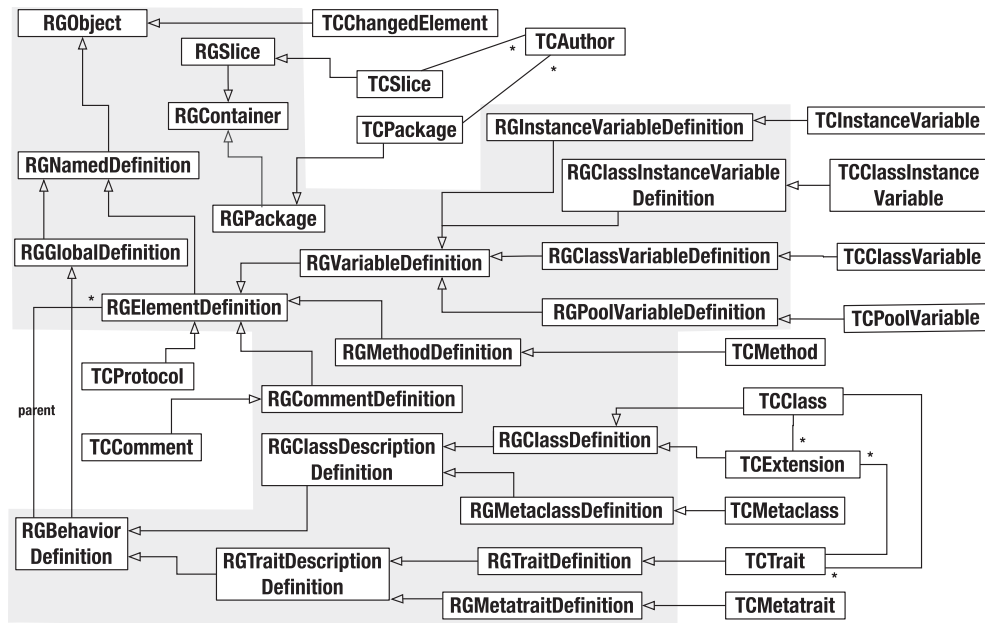 RGObject
TCChangedElement
RGSlice
*
TCAuthor
*
TCSlice
RGContainer
TCPackage
RGInstanceVariableDefinition
TCInstanceVariable
RGNamedDefinition
RGClassInstanceVariable
Definition
TCClassInstance
Variable
RGPackage
RGGlobalDefinition
RGVariableDefinition
RGClassVariableDefinition
TCClassVariable
*
RGElementDefinition
RGPoolVariableDefinition
TCPoolVariable
RGMethodDefinition
TCMethod
TCProtocol
RGCommentDefinition
TCClass
parent
TCComment
RGClassDescription
Definition
RGClassDefinition
*
TCExtension
*
RGMetaclassDefinition
TCMetaclass
RGBehavior
Definition
RGTraitDescription
Definition
RGTraitDefinition
TCTrait
*
RGMetatraitDefinition
TCMetatrait